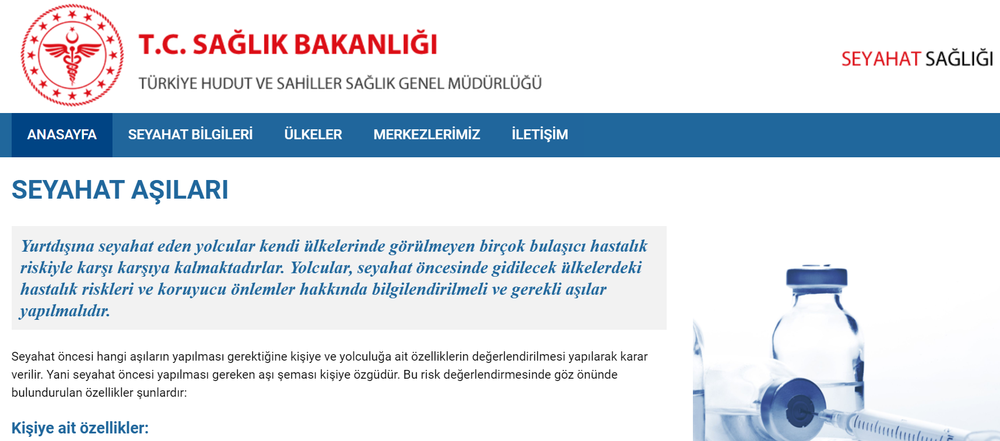 T.C. SAĞLIK BAKANLIĞI
TÜRKİYE HUDUT VE SAHİLLER SAĞLIK GENEL MÜDÜRLÜĞÜ
SEYAHAT SAĞLIĞI
ANASAYFA SEYAHAT BİLGİLERİ ÜLKELER MERKEZLERİMİZ İLETİŞİM
SEYAHAT AŞILARI
Yurtdışına seyahat eden yolcular kendi ülkelerinde görülmeyen birçok bulaşıcı hastalık
riskiyle karşı karşıya kalmaktadırlar. Yolcular, seyahat öncesinde gidilecek ülkelerdeki
hastalık riskleri ve koruyucu önlemler hakkında bilgilendirilmeli ve gerekli aşılar
yapılmalıdır.
Seyahat öncesi hangi aşıların yapılması gerektiğine kişiye ve yolculuğa ait özelliklerin değerlendirilmesi yapılarak karar
verilir. Yani seyahat öncesi yapılması gereken aşı şeması kişiye özgüdür. Bu risk değerlendirmesinde göz önünde
bulundurulan özellikler şunlardır:
Kişiye ait özellikler: